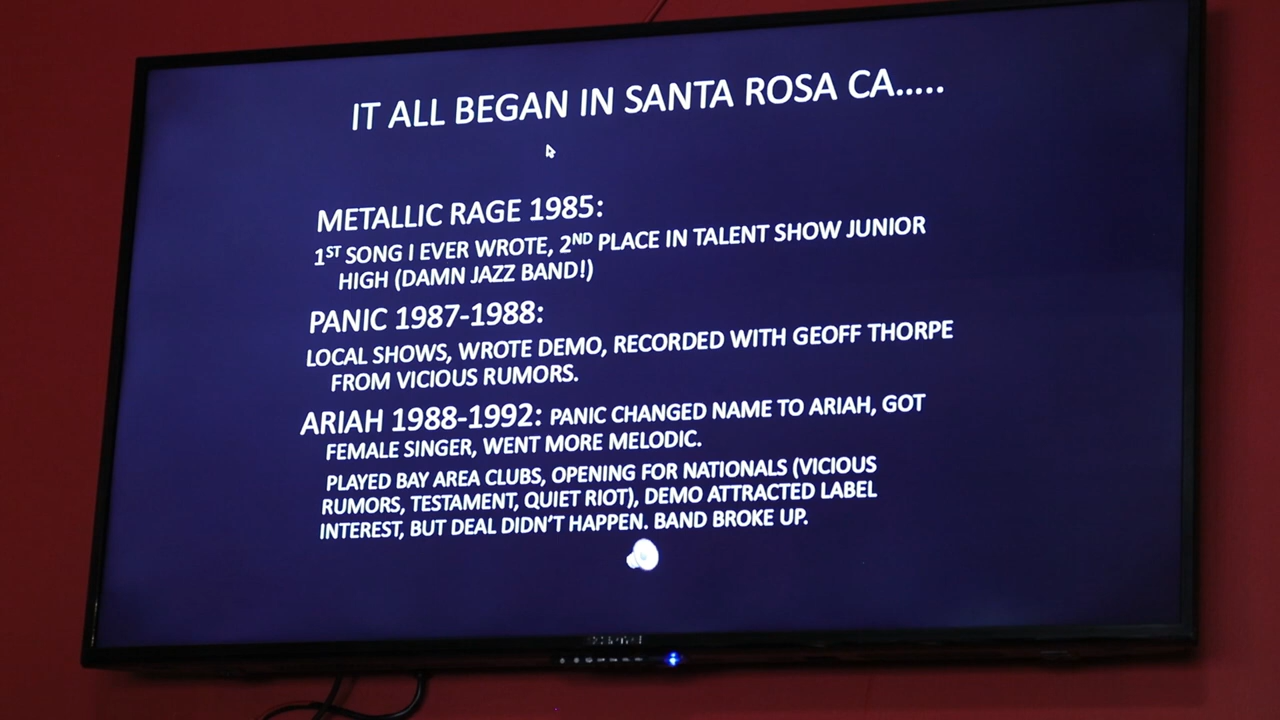 IT ALL BEGAN IN SANTA ROSA CA.....
METALLIC RAGE 1985:
1ST SONG I EVER WROTE, 2ND PLACE IN TALENT SHOW JUNIOR
HIGH (DAMN JAZZ BAND!)
PANIC 1987-1988:
LOCAL SHOWS, WROTE DEMO, RECORDED WITH GEOFF THORPE
FROM VICIOUS RUMORS.
ARIAH 1988-1992: PANIC CHANGED NAME TO ARIAH, GOT
FEMALE SINGER, WENT MORE MELODIC.
PLAYED BAY AREA CLUBS, OPENING FOR NATIONALS (VICIOUS
RUMORS, TESTAMENT, QUIET RIOT), DEMO ATTRACTED LABEL
INTEREST, BUT DEAL DIDN'T HAPPEN. BAND BROKE UP.
SCEPTRE